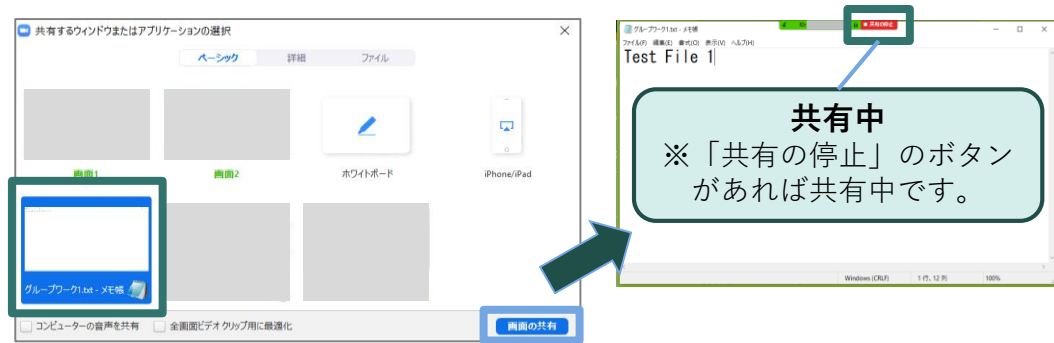 共有するウィンドウまたはアプリケーションの選択
ベーシック 詳細 ファイル
画面1 画面2 ホワイトボード iPhone/iPad
グループワーク1.txt - メモ帳
コンピューターの音声を共有 全画面ビデオ クリップ用に最適化
画面の共有
グループワーク1.txt - メモ帳
共有の停止
ファイル(F) 編集(E) 書式(O) 表示(V) ヘルプ(H)
Test File 1
共有中
※「共有の停止」のボタン
があれば共有中です。
Windows (CRLF) 1 行、12 列 100%